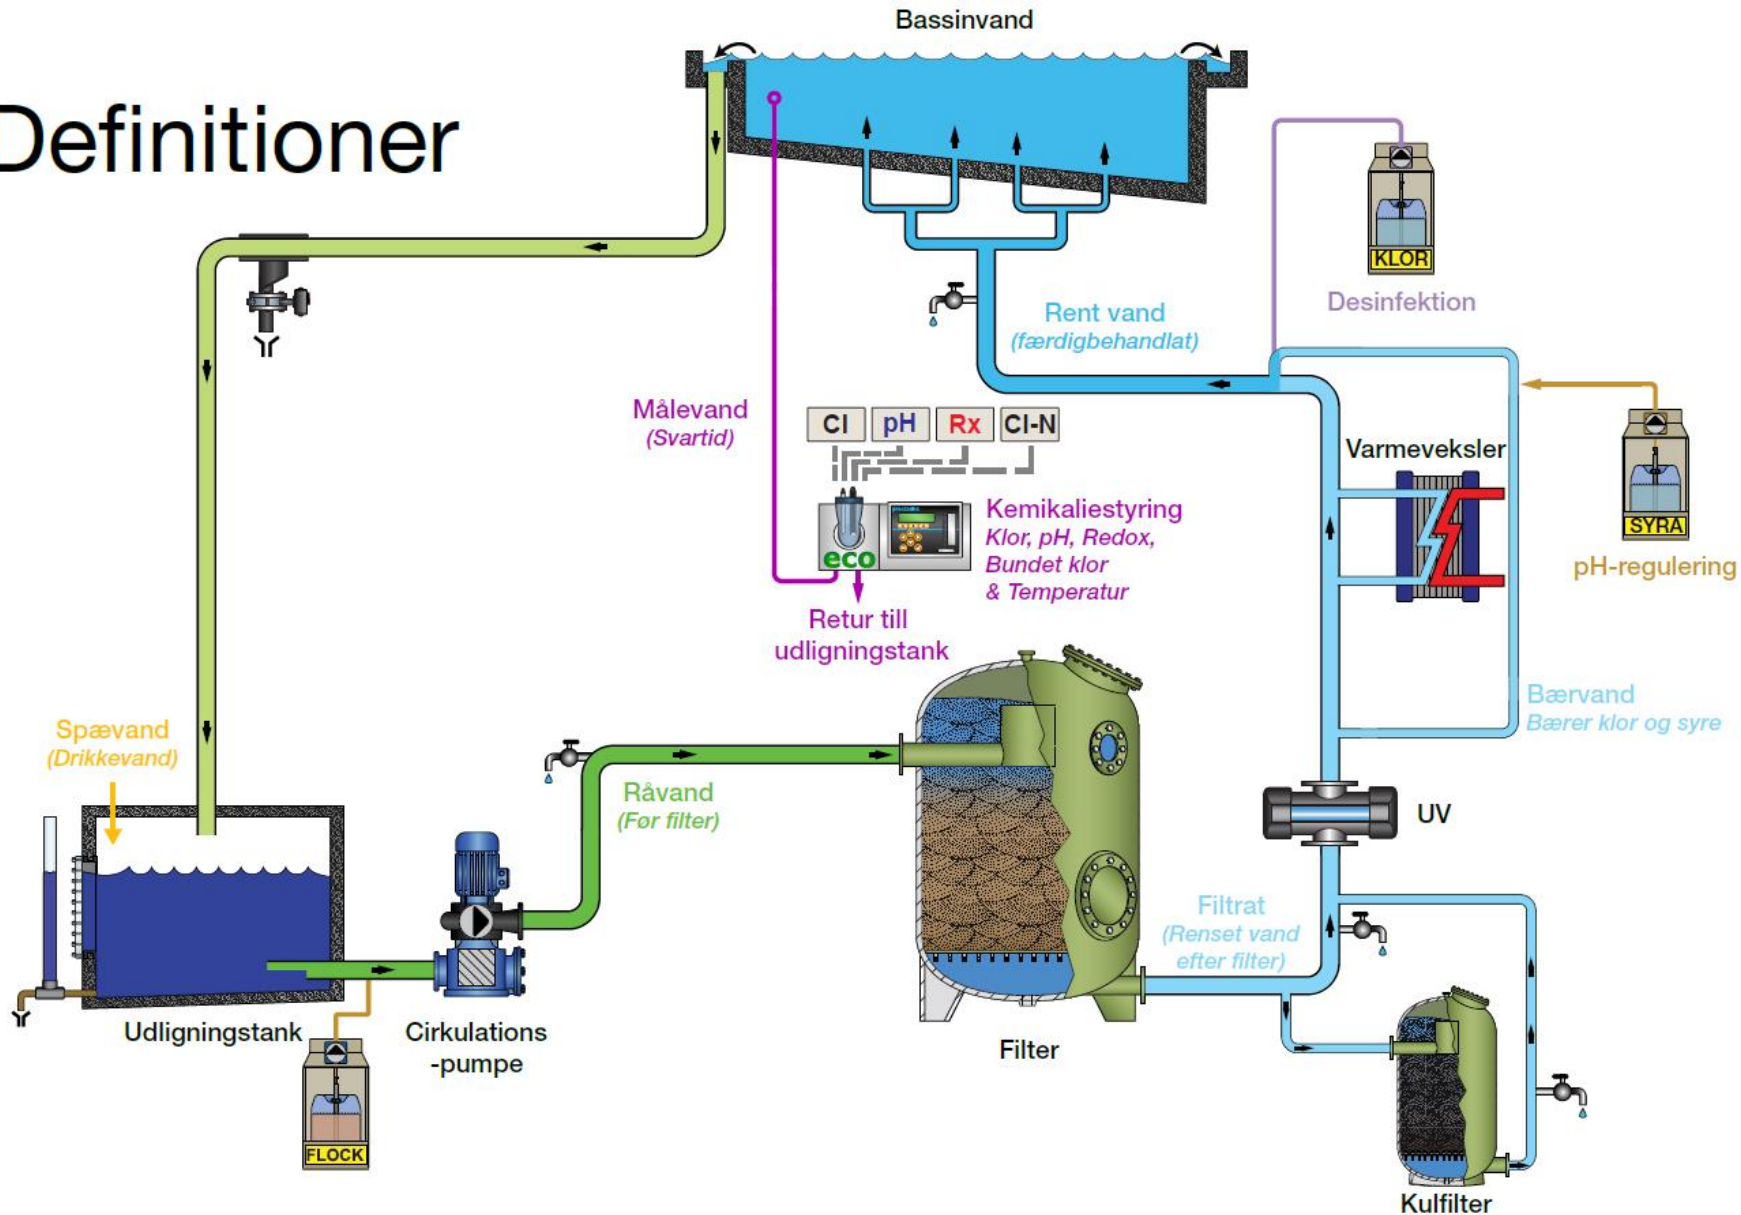 Definitioner
Bassinvand
KLOR
Desinfektion
Rent vand
(færdigbehandlat)
Målevand
(Svartid)
Cl pH Rx Cl-N
Varmeveksler
SYRA
pH-regulering
eco
Kemikaliestyring
Klor, pH, Redox,
Bundet klor
& Temperatur
Retur till
udligningstank
Bærvand
Bærer klor og syre
Spævand
(Drikkevand)
Råvand
(Før filter)
UV
Filtrat
(Renset vand
efter filter)
Udligningstank
Cirkulations
-pumpe
Filter
FLOCK
Kulfilter